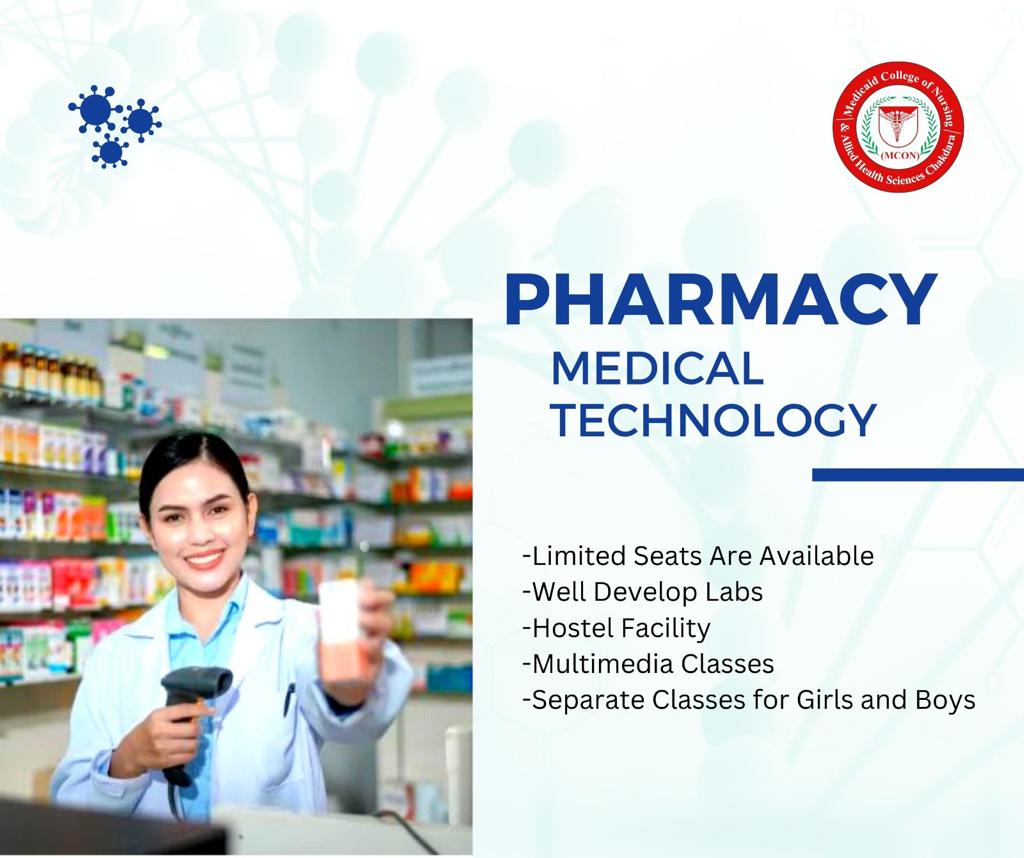 Medicaid College of Nursing
& Allied Health Sciences Chakdara
(MCON)
PHARMACY
MEDICAL
TECHNOLOGY
-Limited Seats Are Available
-Well Develop Labs
-Hostel Facility
-Multimedia Classes
-Separate Classes for Girls and Boys